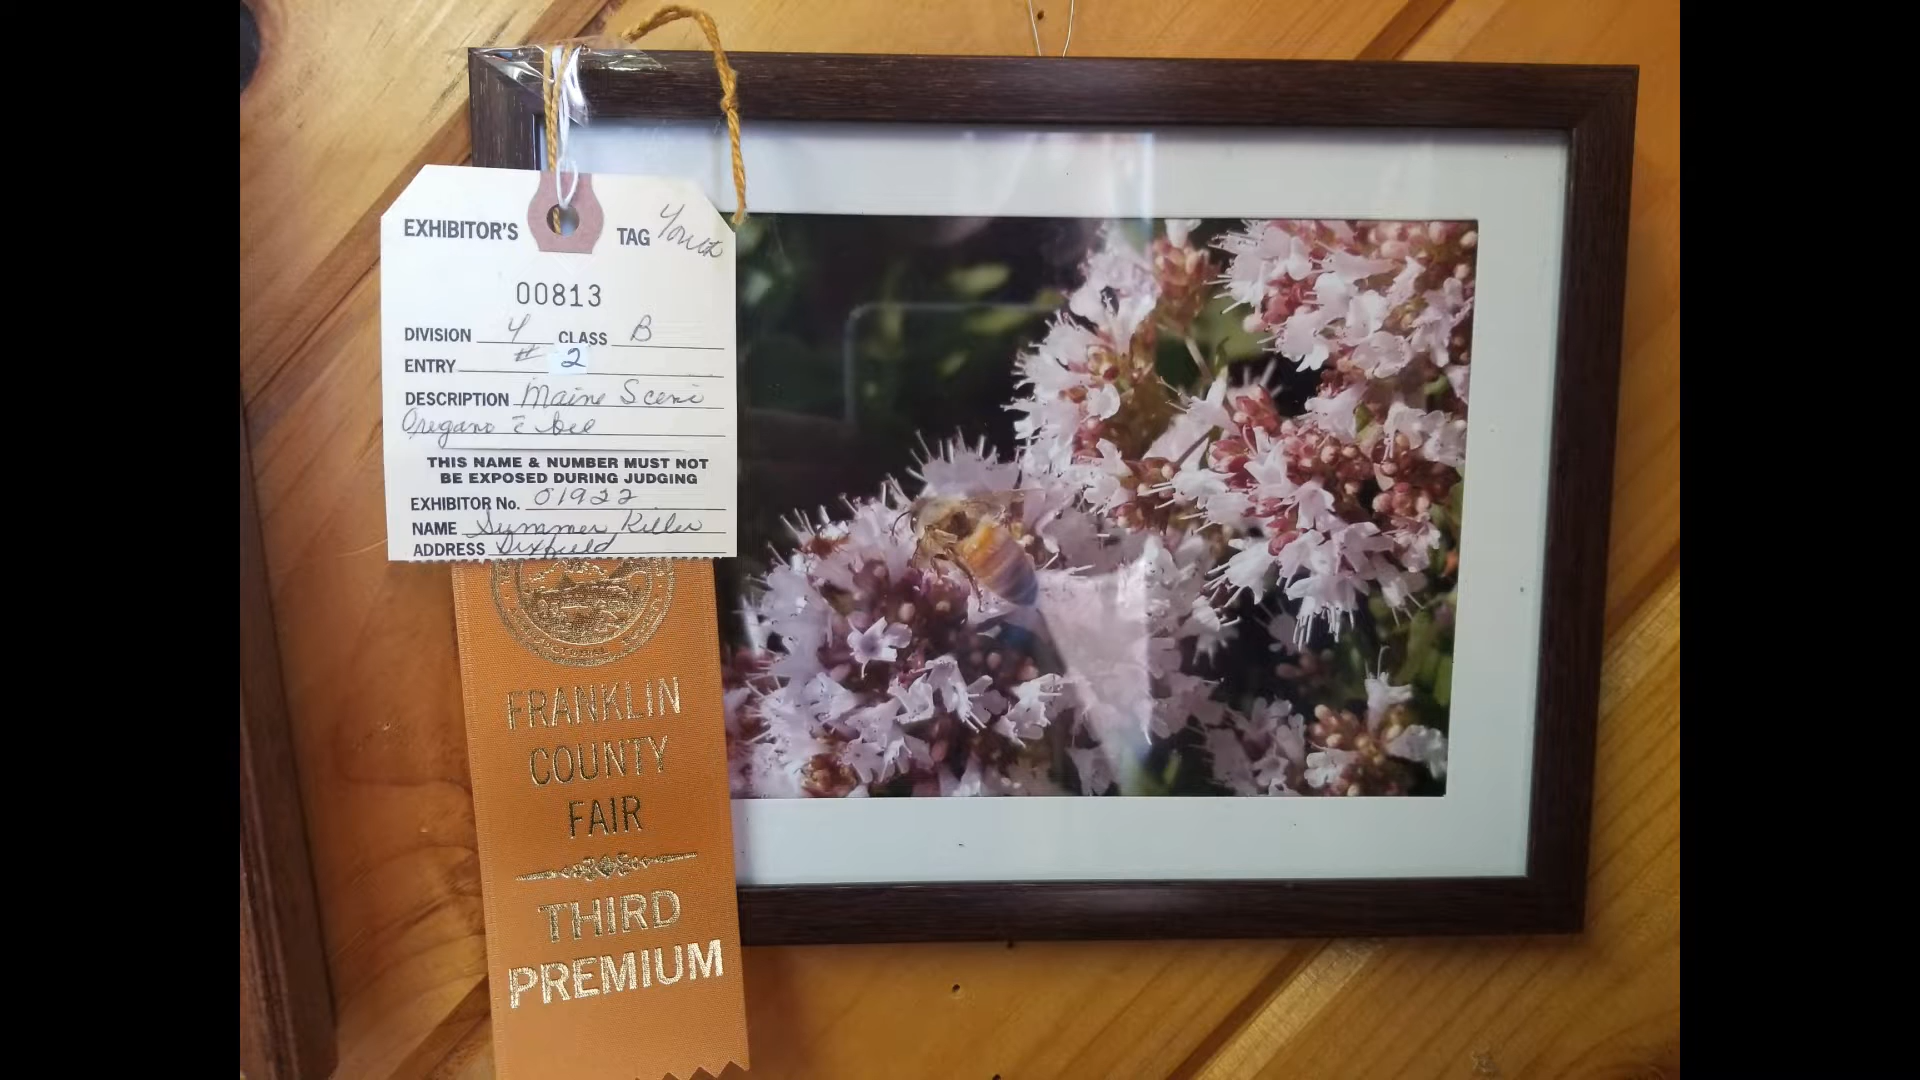 EXHIBITOR'S TAG Youth
00813
DIVISION 4 CLASS B
ENTRY # 2
DESCRIPTION Maine Scenic
Oregano c̄ bee
THIS NAME & NUMBER MUST NOT
BE EXPOSED DURING JUDGING
EXHIBITOR No. 01922
NAME Summer Killer
ADDRESS Dixfield
FRANKLIN
COUNTY
FAIR
THIRD
PREMIUM